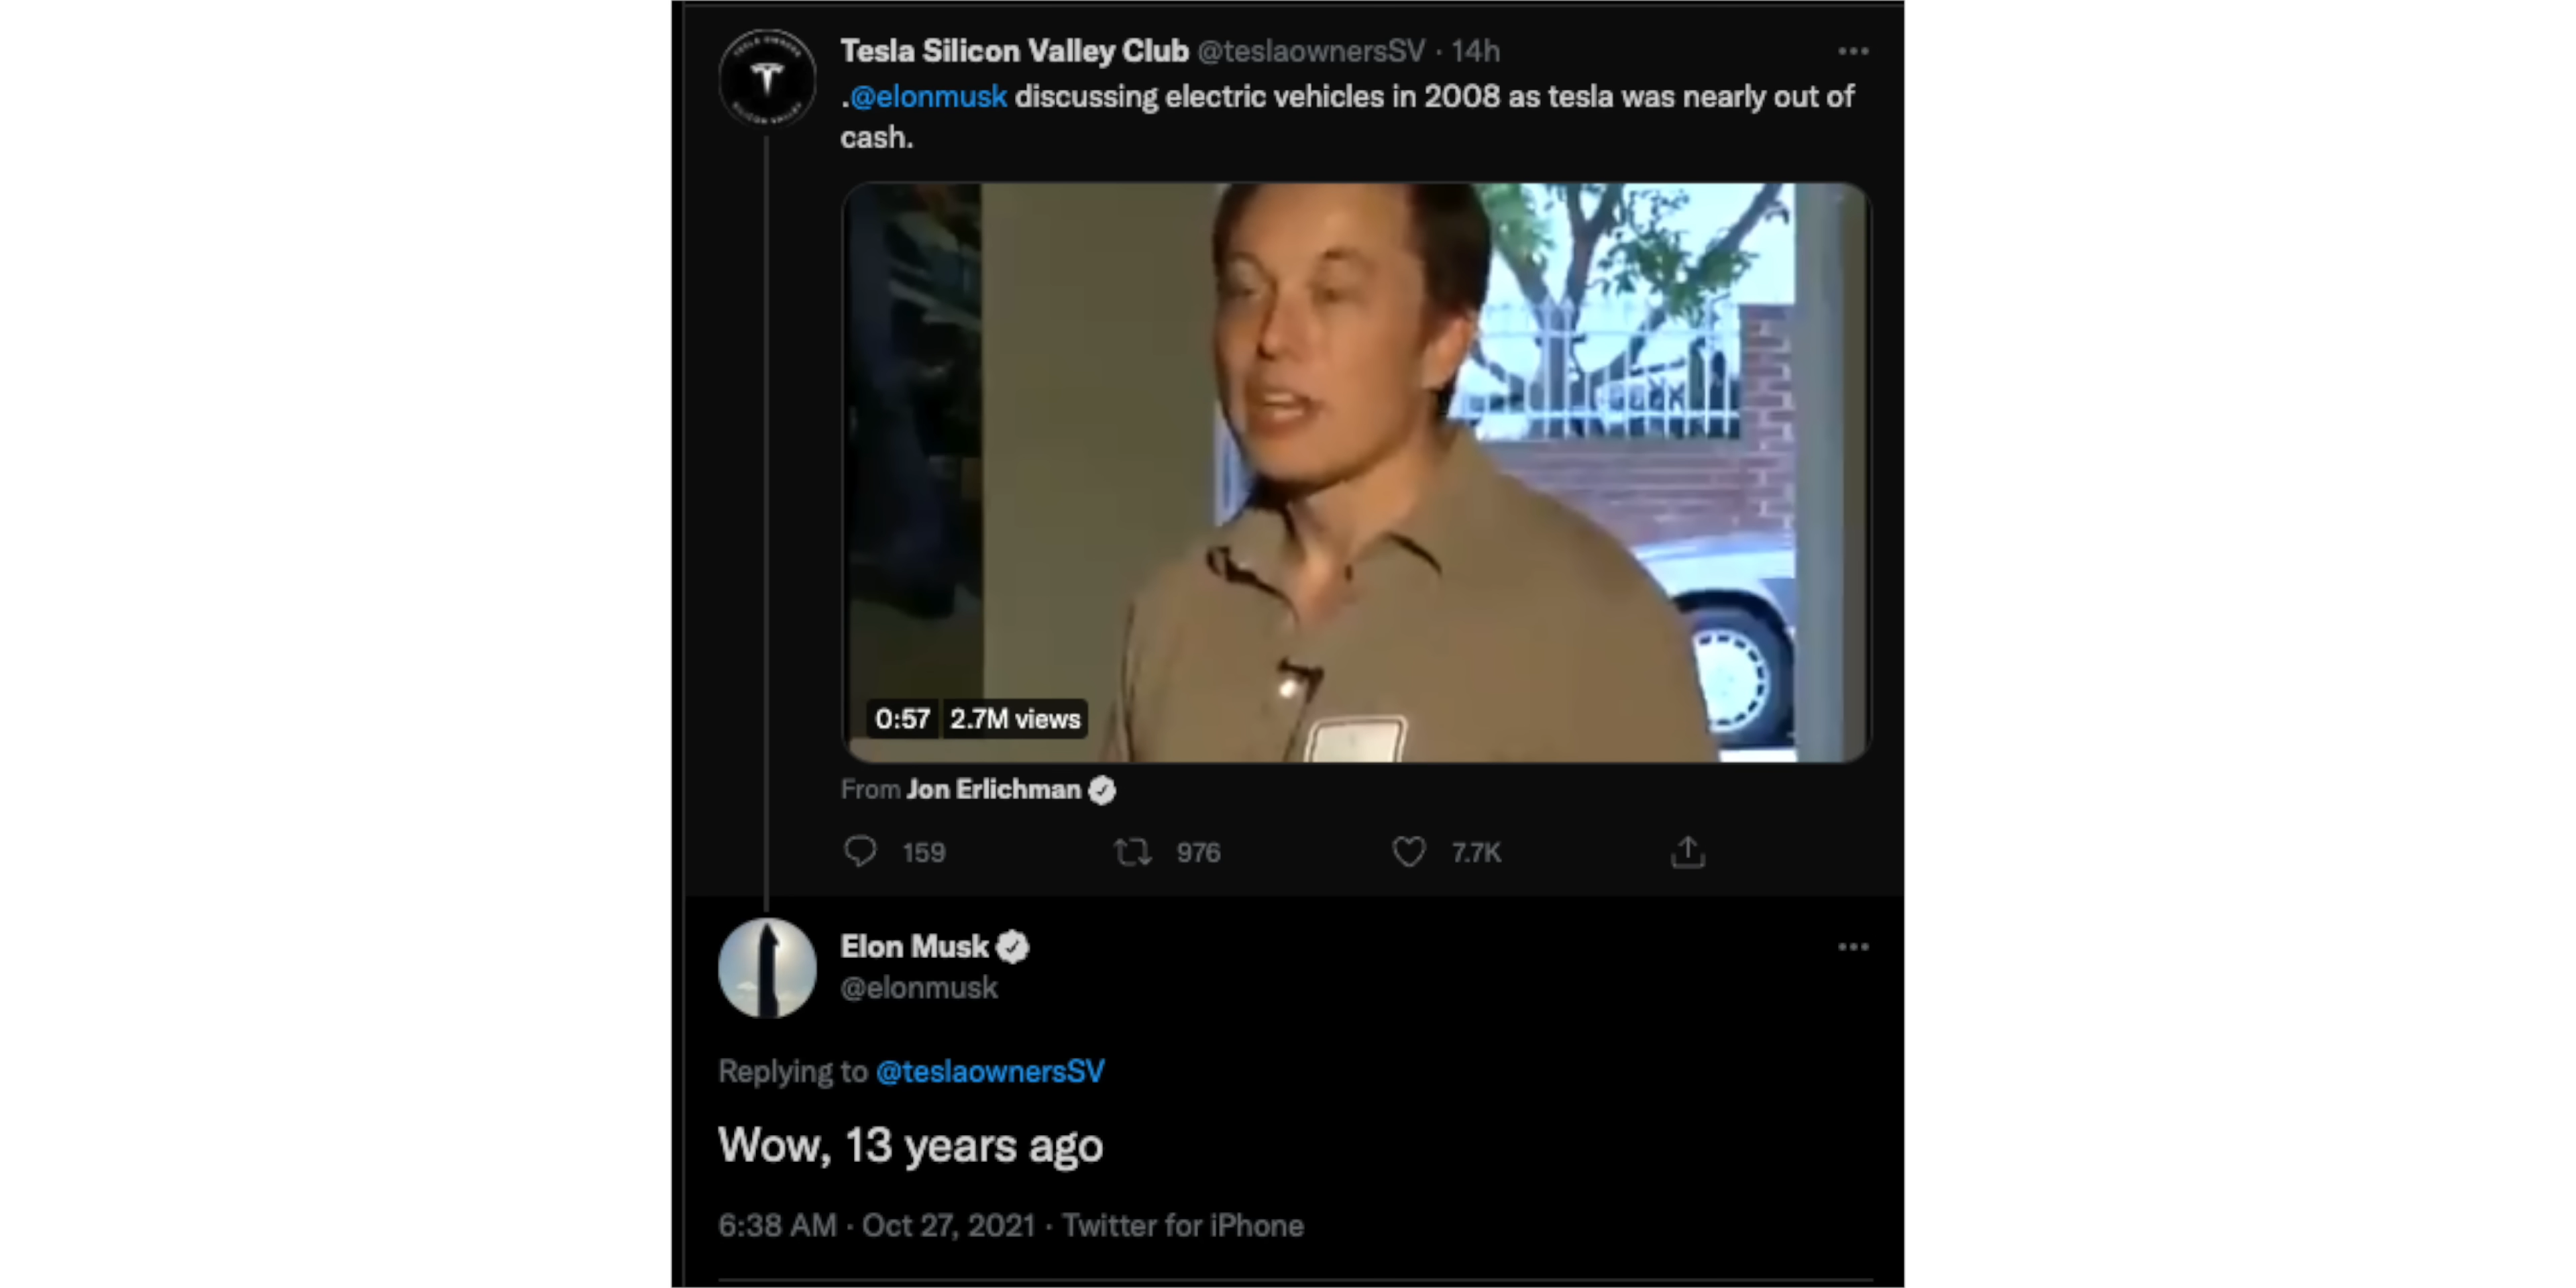 Tesla Silicon Valley Club @teslaownersSV · 14h
.@elonmusk discussing electric vehicles in 2008 as tesla was nearly out of
cash.
0:57 2.7M views
From Jon Erlichman
159 976 7.7K
Elon Musk
@elonmusk
Replying to @teslaownersSV
Wow, 13 years ago
6:38 AM · Oct 27, 2021 · Twitter for iPhone